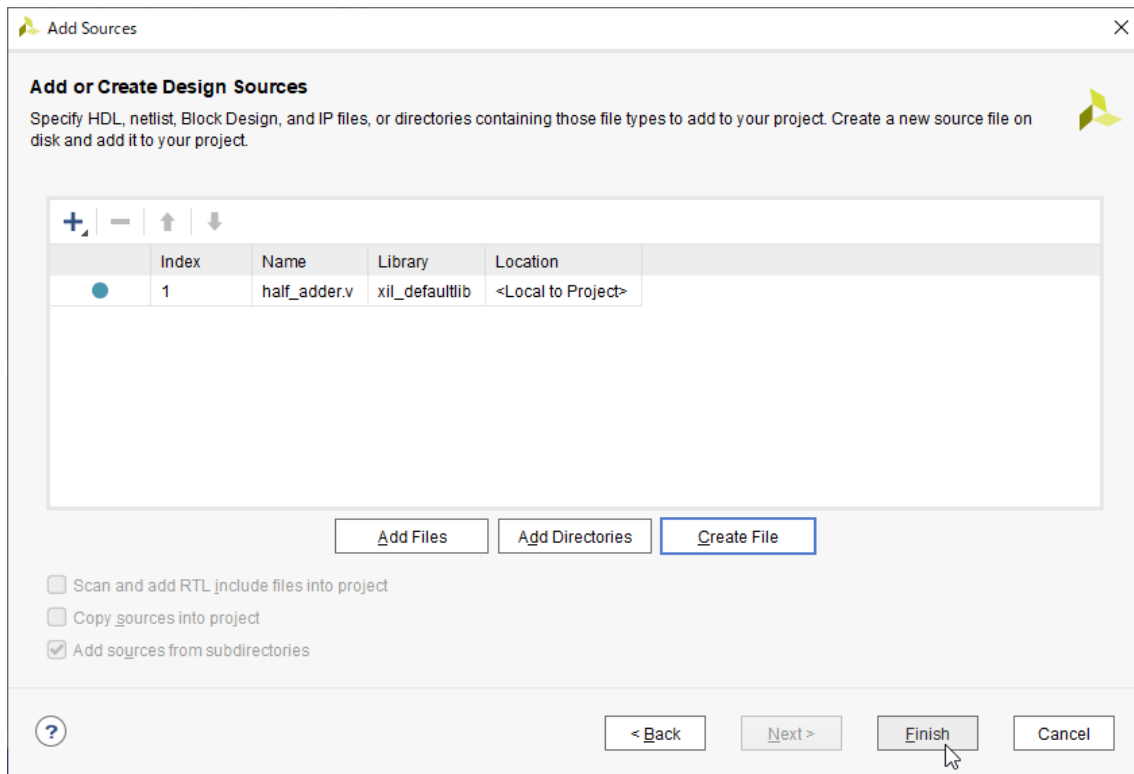 Add Sources
Add or Create Design Sources
Specify HDL, netlist, Block Design, and IP files, or directories containing those file types to add to your project. Create a new source file on
disk and add it to your project.
Index Name Library Location
1 half_adder.v xil_defaultlib <Local to Project>
Add Files Add Directories Create File
Scan and add RTL include files into project
Copy sources into project
Add sources from subdirectories
? < Back Next > Finish Cancel